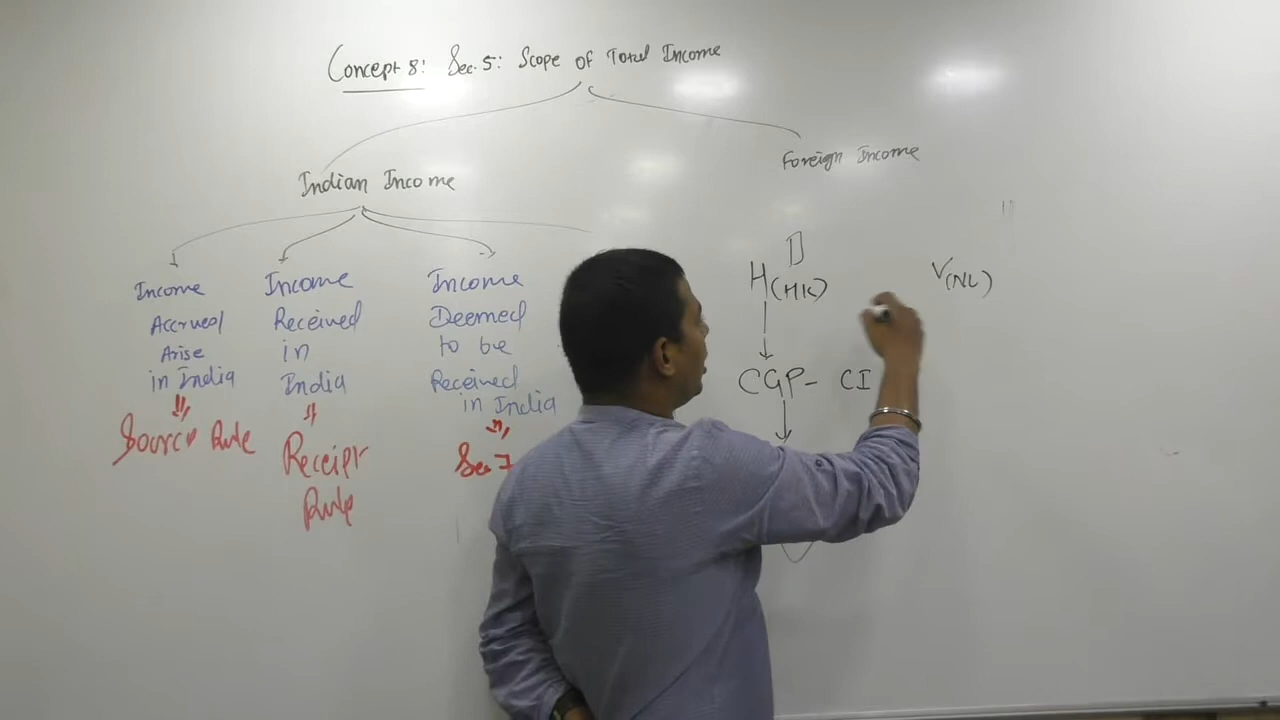 Concept 8: Sec. 5: Scope of Total Income
Indian Income
Foreign Income
Income
Accrued/
Arise
in India
Source Rule
Income
Received
in
India
Receipt
Rule
Income
Deemed
to be
Received
in India
Sec 7
H(HK)
V(NL)
CGP - CI